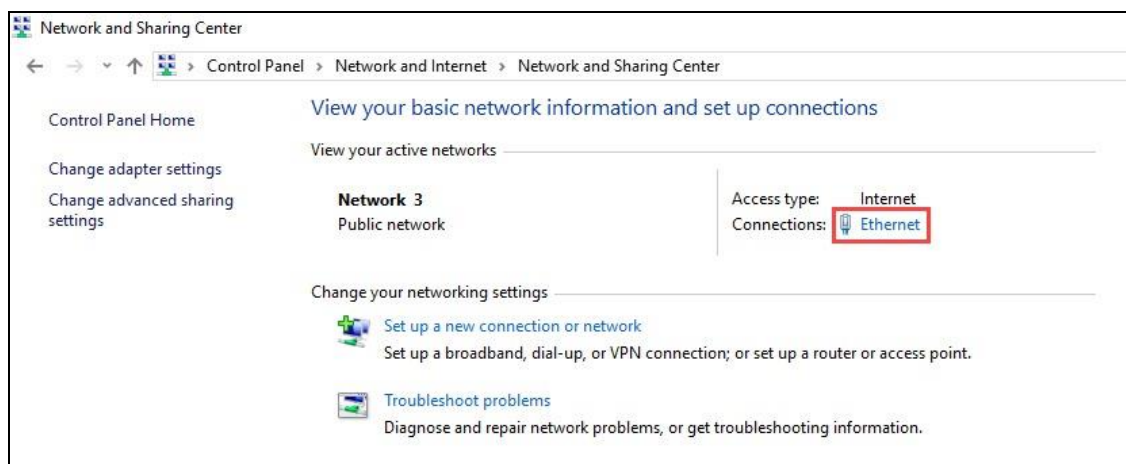 Network and Sharing Center
Control Panel > Network and Internet > Network and Sharing Center
Control Panel Home
Change adapter settings
Change advanced sharing
settings
View your basic network information and set up connections
View your active networks
Network 3
Public network
Access type: Internet
Connections: Ethernet
Change your networking settings
Set up a new connection or network
Set up a broadband, dial-up, or VPN connection; or set up a router or access point.
Troubleshoot problems
Diagnose and repair network problems, or get troubleshooting information.